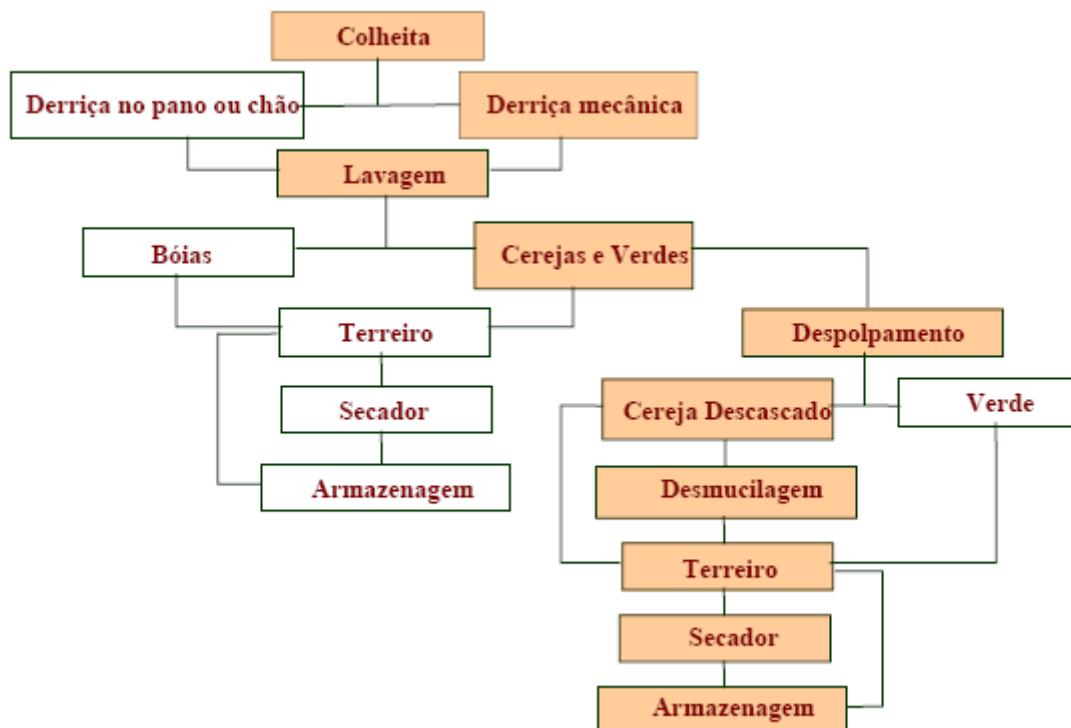 Colheita
Derriça no pano ou chão
Derriça mecânica
Lavagem
Bóias
Cerejas e Verdes
Terreiro
Despolpamento
Secador
Cereja Descascado
Verde
Armazenagem
Desmucilagem
Terreiro
Secador
Armazenagem